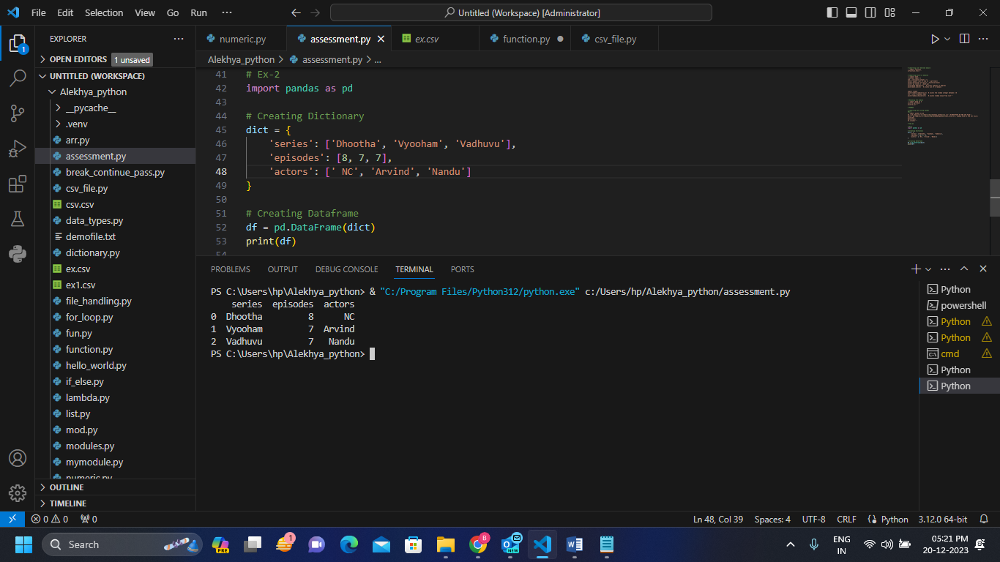 File Edit Selection View Go Run ··· Untitled (Workspace) [Administrator]
EXPLORER ···
OPEN EDITORS 1 unsaved
UNTITLED (WORKSPACE)
Alekhya_python
__pycache__
.venv
arr.py
assessment.py
break_continue_pass.py
csv_file.py
csv.csv
data_types.py
demofile.txt
dictionary.py
ex.csv
ex1.csv
file_handling.py
for_loop.py
fun.py
function.py
hello_world.py
if_else.py
lambda.py
list.py
mod.py
modules.py
mymodule.py
numeric.py
OUTLINE
TIMELINE
numeric.py assessment.py ex.csv function.py csv_file.py
Alekhya_python > assessment.py > ...
41 # Ex-2
42 import pandas as pd
43
44 # Creating Dictionary
45 dict = {
46 'series': ['Dhootha', 'Vyooham', 'Vadhuvu'],
47 'episodes': [8, 7, 7],
48 'actors': [' NC', 'Arvind', 'Nandu']
49 }
50
51 # Creating Dataframe
52 df = pd.DataFrame(dict)
53 print(df)
54
PROBLEMS OUTPUT DEBUG CONSOLE TERMINAL PORTS
PS C:\Users\hp\Alekhya_python> & "C:/Program Files/Python312/python.exe" c:/Users/hp/Alekhya_python/assessment.py
series episodes actors
0 Dhootha 8 NC
1 Vyooham 7 Arvind
2 Vadhuvu 7 Nandu
PS C:\Users\hp\Alekhya_python>
Python
powershell
Python
Python
cmd
Python
Python
0 0 0 Ln 48, Col 39 Spaces: 4 UTF-8 CRLF Python 3.12.0 64-bit
Search PRE 1 B NEW ENG 05:21 PM
IN 20-12-2023